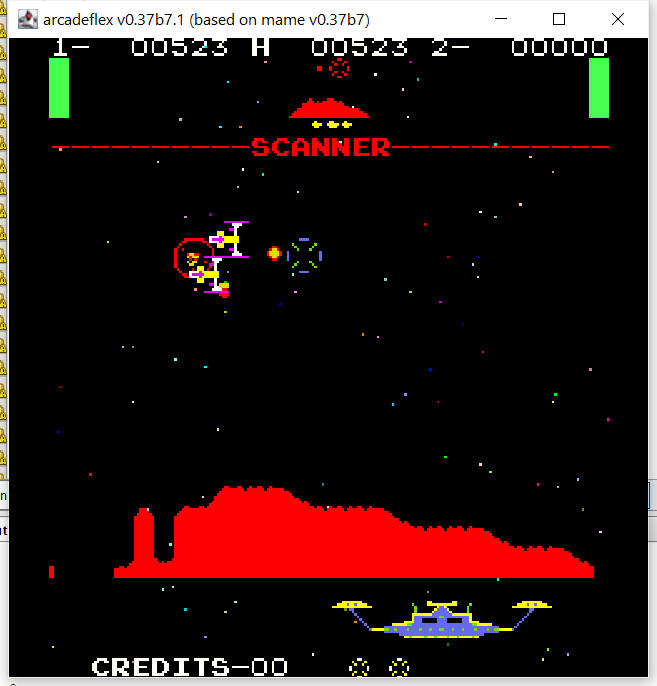 arcadeflex v0.37b7.1 (based on mame v0.37b7)
1- 00523 H 00523 2- 00000
SCANNER
CREDITS-00